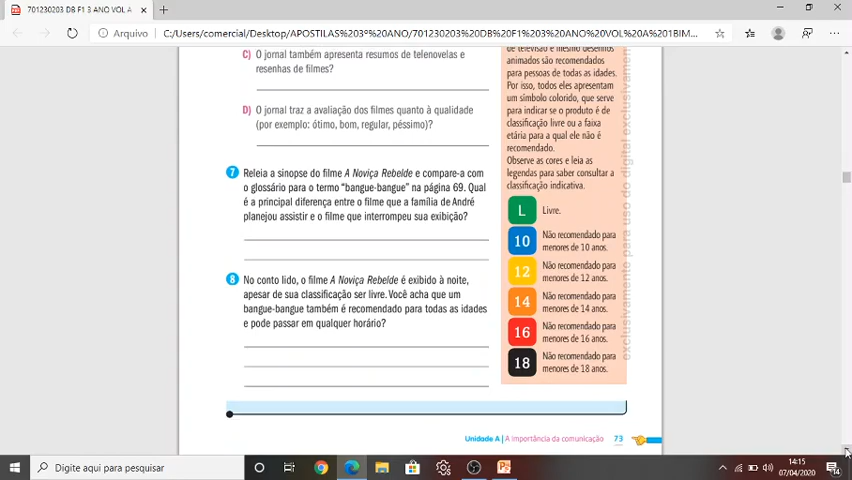 701230203 DB F1 3 ANO VOL A
Arquivo
C:/Users/comercial/Desktop/APOSTILAS%203º%20ANO/701230203%20DB%20F1%203%20ANO%20VOL%20A%201BIM...
C) O jornal também apresenta resumos de telenovelas e
resenhas de filmes?
D) O jornal traz a avaliação dos filmes quanto à qualidade
(por exemplo: ótimo, bom, regular, péssimo)?
7 Releia a sinopse do filme A Noviça Rebelde e compare-a com
o glossário para o termo “bangue-bangue” na página 69. Qual
é a principal diferença entre o filme que a família de André
planejou assistir e o filme que interrompeu sua exibição?
8 No conto lido, o filme A Noviça Rebelde é exibido à noite,
apesar de sua classificação ser livre. Você acha que um
bangue-bangue também é recomendado para todas as idades
e pode passar em qualquer horário?
de televisão e mesmo desenhos
animados são recomendados
para pessoas de todas as idades.
Por isso, todos eles apresentam
um símbolo colorido, que serve
para indicar se o produto é de
classificação livre ou a faixa
etária para a qual ele não é
recomendado.
Observe as cores e leia as
legendas para saber consultar a
classificação indicativa.
L Livre.
10 Não recomendado para
menores de 10 anos.
12 Não recomendado para
menores de 12 anos.
14 Não recomendado para
menores de 14 anos.
16 Não recomendado para
menores de 16 anos.
18 Não recomendado para
menores de 18 anos.
exclusivamente para uso do digital exclusivamente
Unidade A | A importância da comunicação 73
Digite aqui para pesquisar
14:15
07/04/2020
14